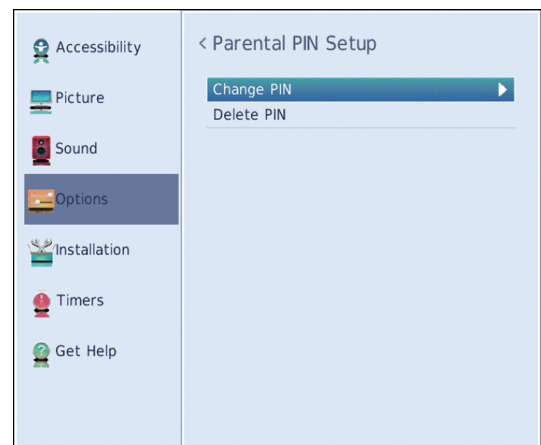 Accessibility
Picture
Sound
Options
Installation
Timers
Get Help
< Parental PIN Setup
Change PIN
Delete PIN